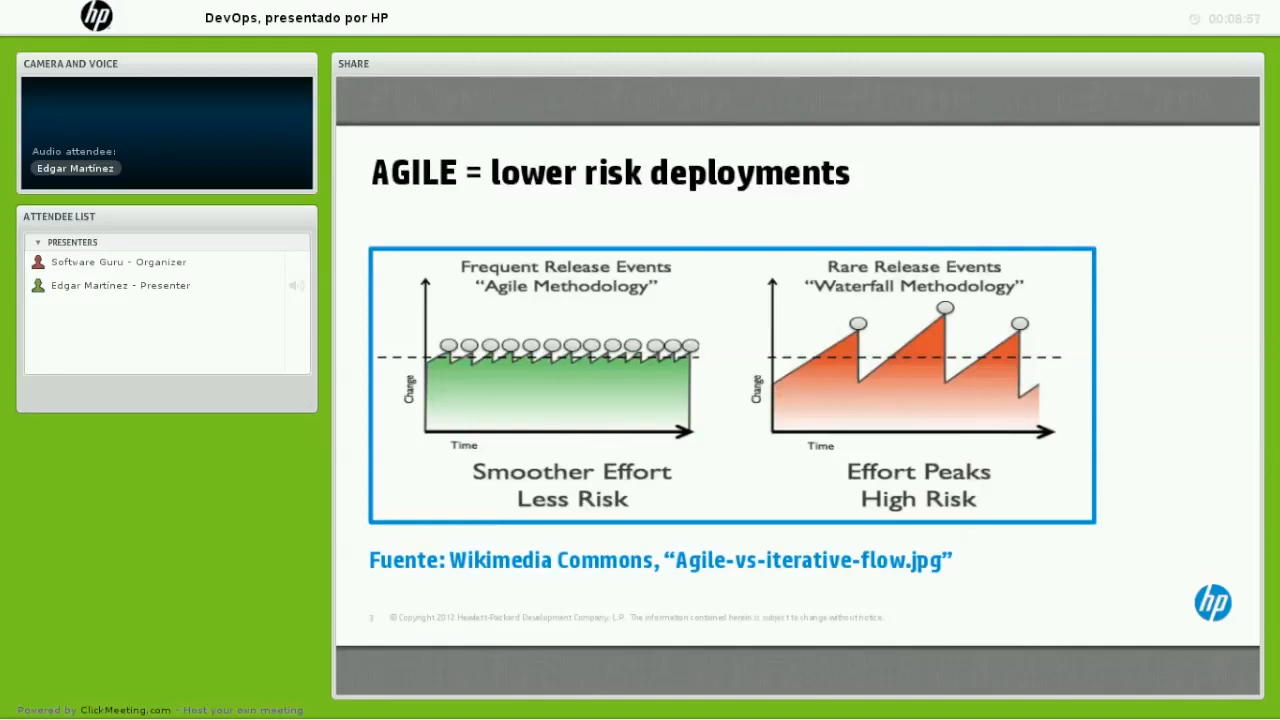 hp
DevOps, presentado por HP
00:08:57
CAMERA AND VOICE
Audio attendee:
Edgar Martínez
ATTENDEE LIST
PRESENTERS
Software Guru - Organizer
Edgar Martínez - Presenter
SHARE
AGILE = lower risk deployments
Frequent Release Events
“Agile Methodology”
Change
Time
Smoother Effort
Less Risk
Rare Release Events
“Waterfall Methodology”
Change
Time
Effort Peaks
High Risk
Fuente: Wikimedia Commons, “Agile-vs-iterative-flow.jpg”
3 © Copyright 2012 Hewlett-Packard Development Company, L.P. The information contained herein is subject to change without notice.
hp
Powered by ClickMeeting.com - Host your own meeting